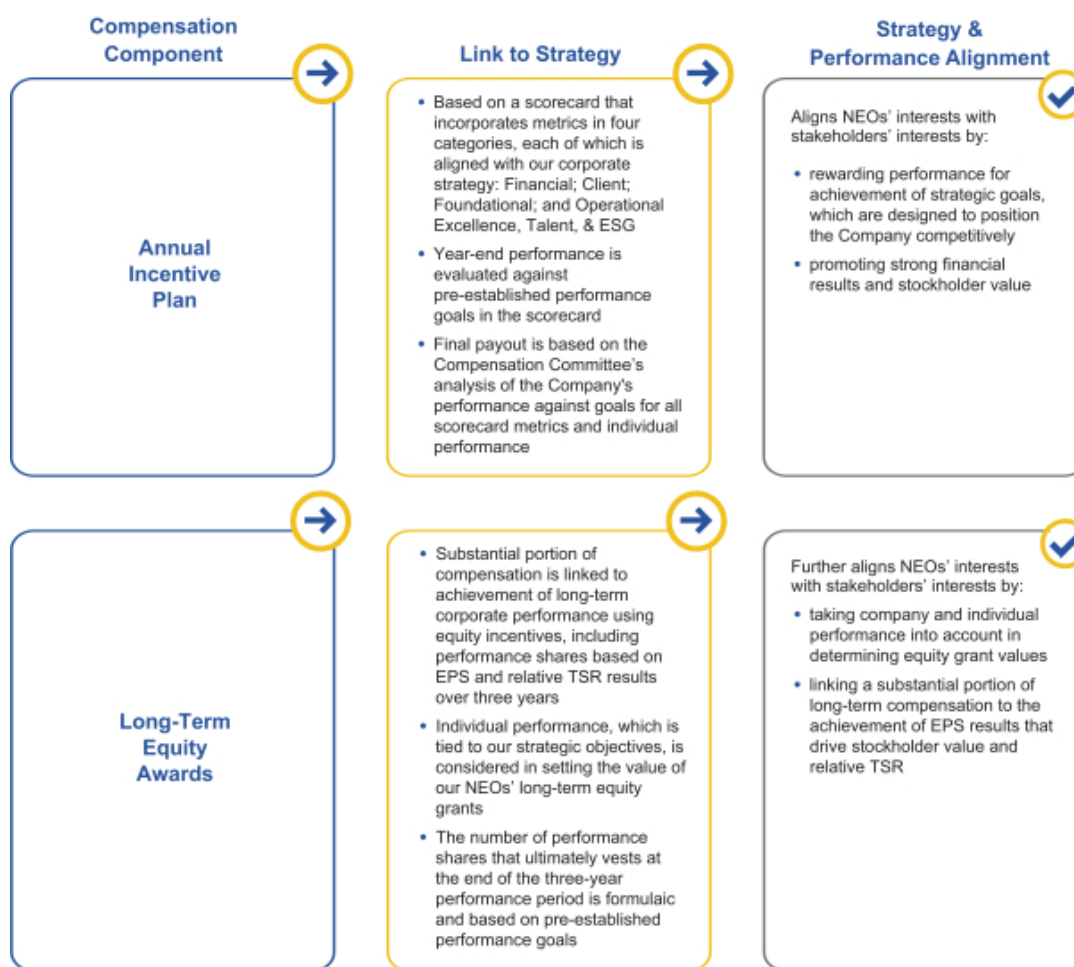 Compensation
Component
Link to Strategy
Strategy &
Performance Alignment
Annual
Incentive
Plan
• Based on a scorecard that
incorporates metrics in four
categories, each of which is
aligned with our corporate
strategy: Financial; Client;
Foundational; and Operational
Excellence, Talent, & ESG
• Year-end performance is
evaluated against
pre-established performance
goals in the scorecard
• Final payout is based on the
Compensation Committee's
analysis of the Company's
performance against goals for all
scorecard metrics and individual
performance
Aligns NEOs' interests with
stakeholders' interests by:
• rewarding performance for
achievement of strategic goals,
which are designed to position
the Company competitively
• promoting strong financial
results and stockholder value
Long-Term
Equity
Awards
• Substantial portion of
compensation is linked to
achievement of long-term
corporate performance using
equity incentives, including
performance shares based on
EPS and relative TSR results
over three years
• Individual performance, which is
tied to our strategic objectives, is
considered in setting the value of
our NEOs' long-term equity
grants
• The number of performance
shares that ultimately vests at
the end of the three-year
performance period is formulaic
and based on pre-established
performance goals
Further aligns NEOs' interests
with stakeholders' interests by:
• taking company and individual
performance into account in
determining equity grant values
• linking a substantial portion of
long-term compensation to the
achievement of EPS results that
drive stockholder value and
relative TSR